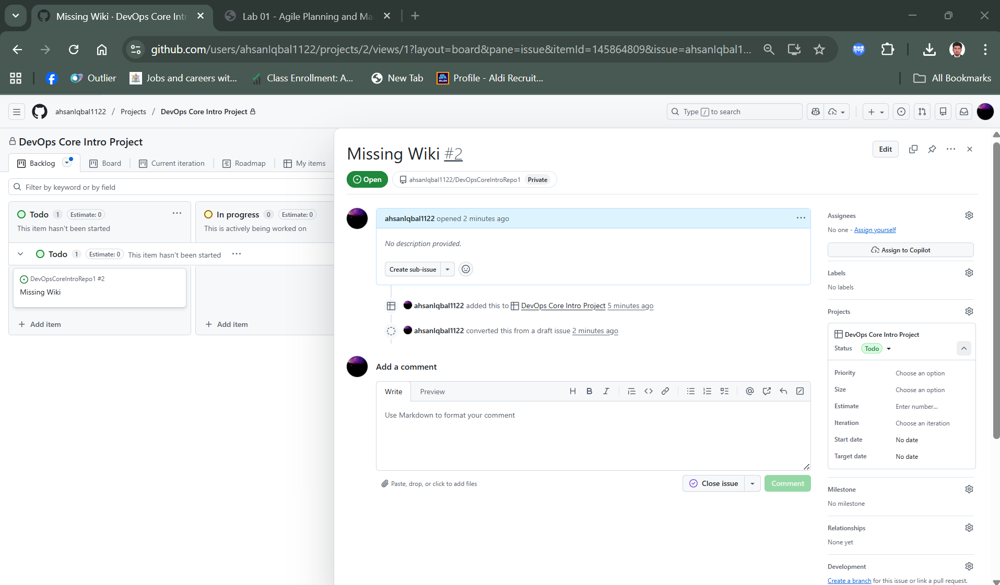 Missing Wiki · DevOps Core Intr
Lab 01 - Agile Planning and Ma
github.com/users/ahsanIqbal1122/projects/2/views/1?layout=board&pane=issue&itemId=145864809&issue=ahsanIqbal1...
Outlier
Jobs and careers wit...
Class Enrollment: A...
New Tab
ALDI
Profile - Aldi Recruit...
All Bookmarks
ahsanIqbal1122 / Projects / DevOps Core Intro Project
Type / to search
DevOps Core Intro Project
Backlog
Board
Current iteration
Roadmap
My items
Filter by keyword or by field
Todo 1 Estimate: 0
This item hasn't been started
In progress 0 Estimate: 0
This is actively being worked on
Todo 1 Estimate: 0 This item hasn't been started
DevOpsCoreIntroRepo1 #2
Missing Wiki
+ Add item
+ Add item
Missing Wiki #2
Edit
Open
ahsanIqbal1122/DevOpsCoreIntroRepo1 Private
ahsanIqbal1122 opened 2 minutes ago
No description provided.
Create sub-issue
ahsanIqbal1122 added this to DevOps Core Intro Project 5 minutes ago
ahsanIqbal1122 converted this from a draft issue 2 minutes ago
Add a comment
Write
Preview
H B I
Use Markdown to format your comment
Paste, drop, or click to add files
Close issue
Comment
Assignees
No one - Assign yourself
Assign to Copilot
Labels
No labels
Projects
DevOps Core Intro Project
Status Todo
Priority Choose an option
Size Choose an option
Estimate Enter number...
Iteration Choose an iteration
Start date No date
Target date No date
Milestone
No milestone
Relationships
None yet
Development
Create a branch for this issue or link a pull request.